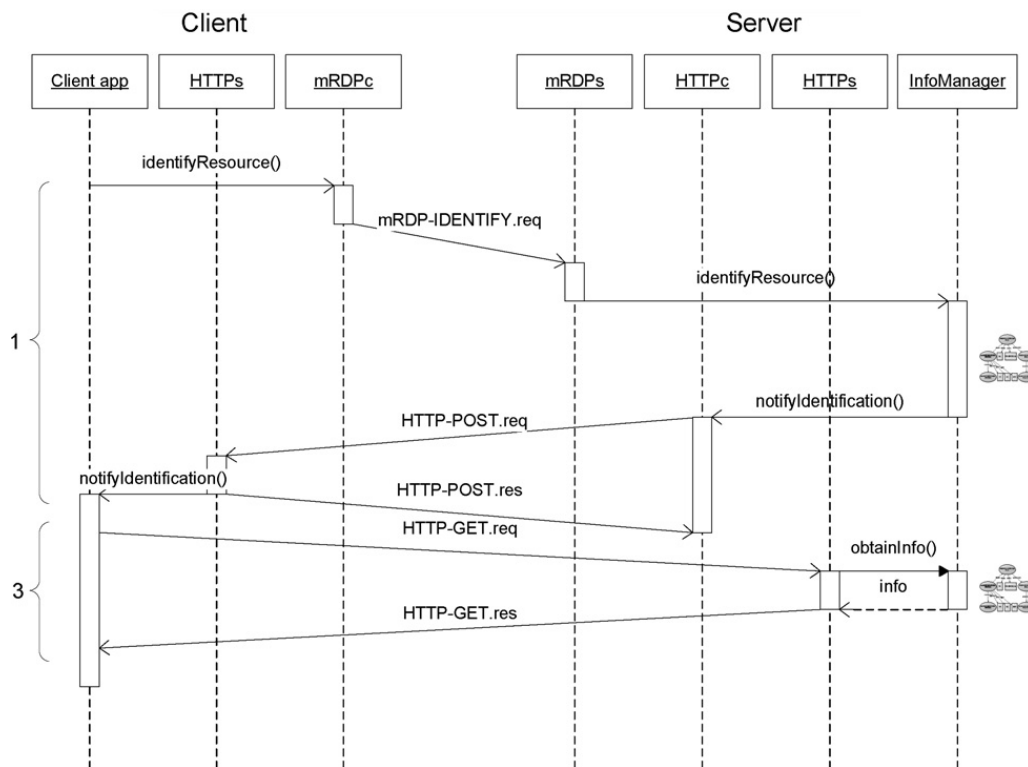 Client
Server
Client app
HTTPs
mRDPc
mRDPs
HTTPc
HTTPs
InfoManager
identifyResource()
mRDP-IDENTIFY.req
identifyResource()
1
notifyIdentification()
HTTP-POST.req
notifyIdentification()
HTTP-POST.res
HTTP-GET.req
obtainInfo()
3
info
HTTP-GET.res